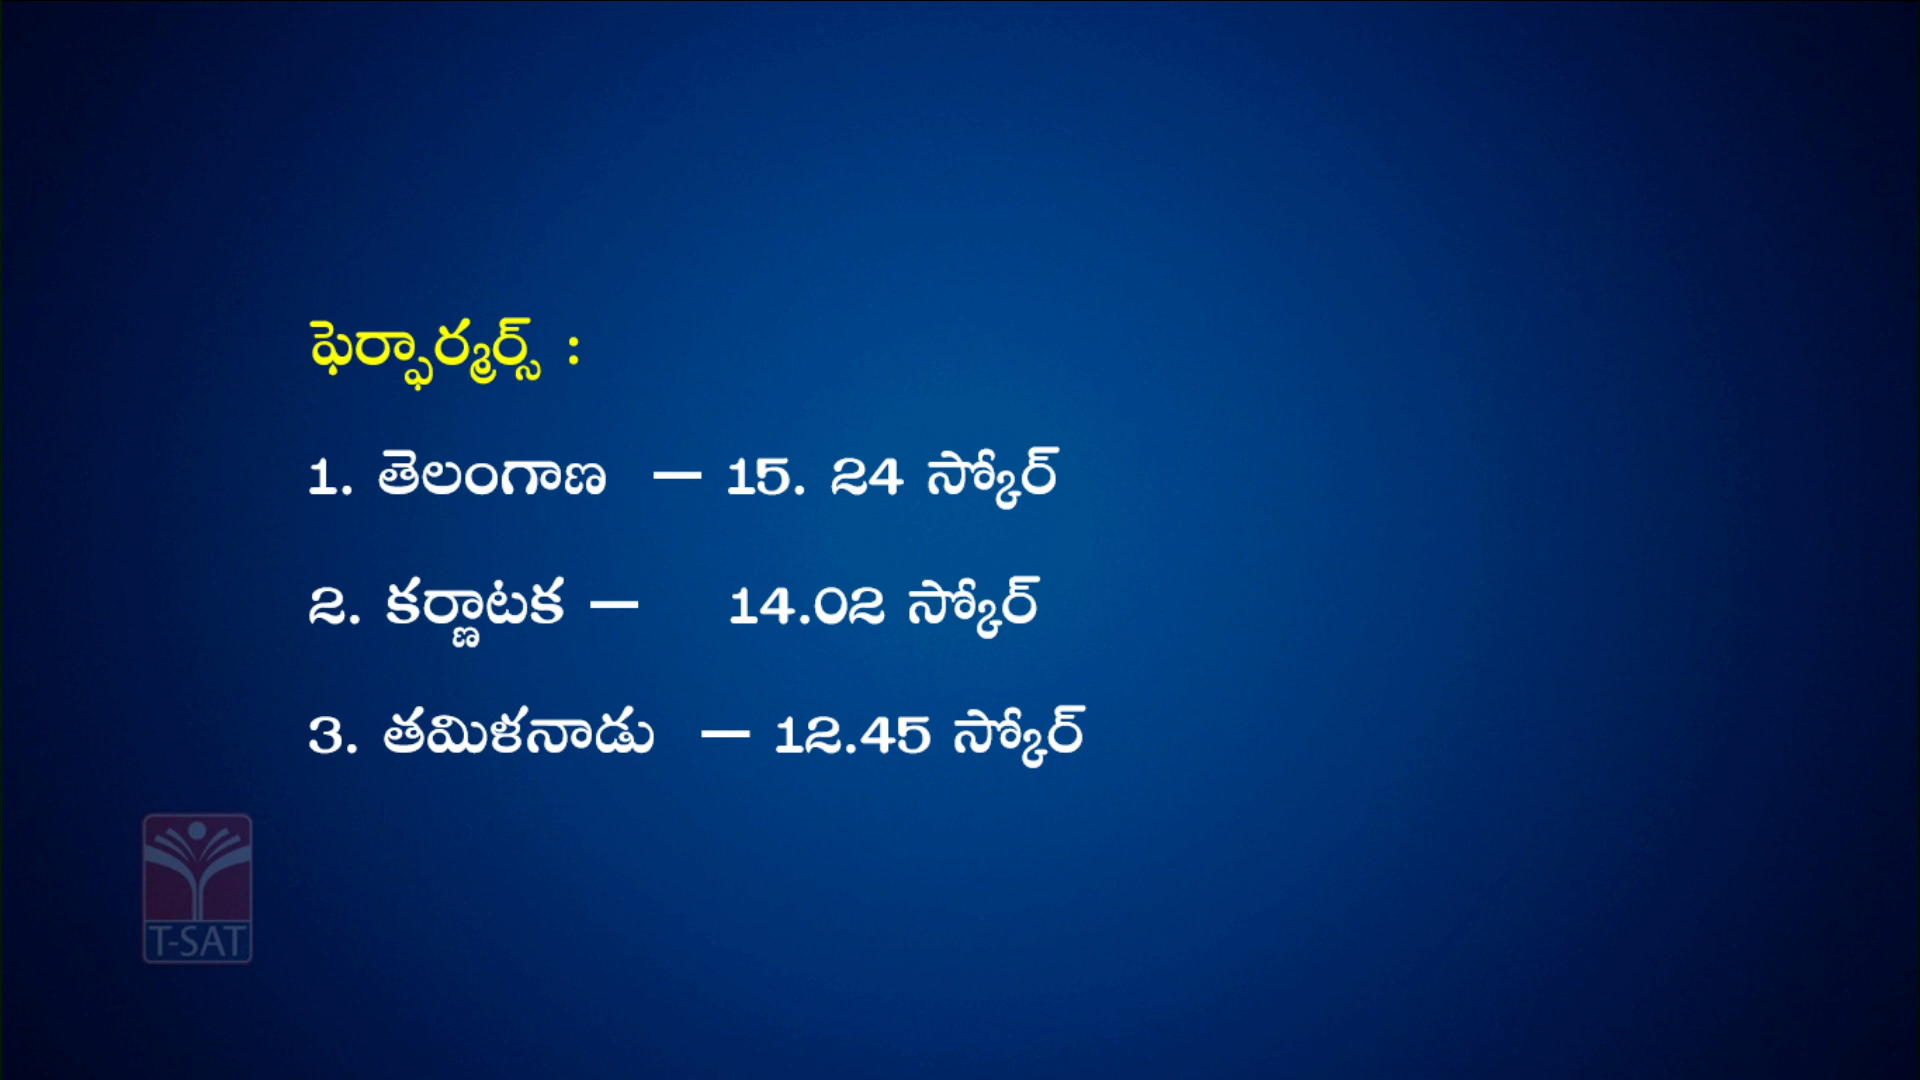 ఫెర్ఫార్మర్స్ :
1. తెలంగాణ – 15. 24 స్కోర్
2. కర్ణాటక – 14.02 స్కోర్
3. తమిళనాడు – 12.45 స్కోర్
T-SAT